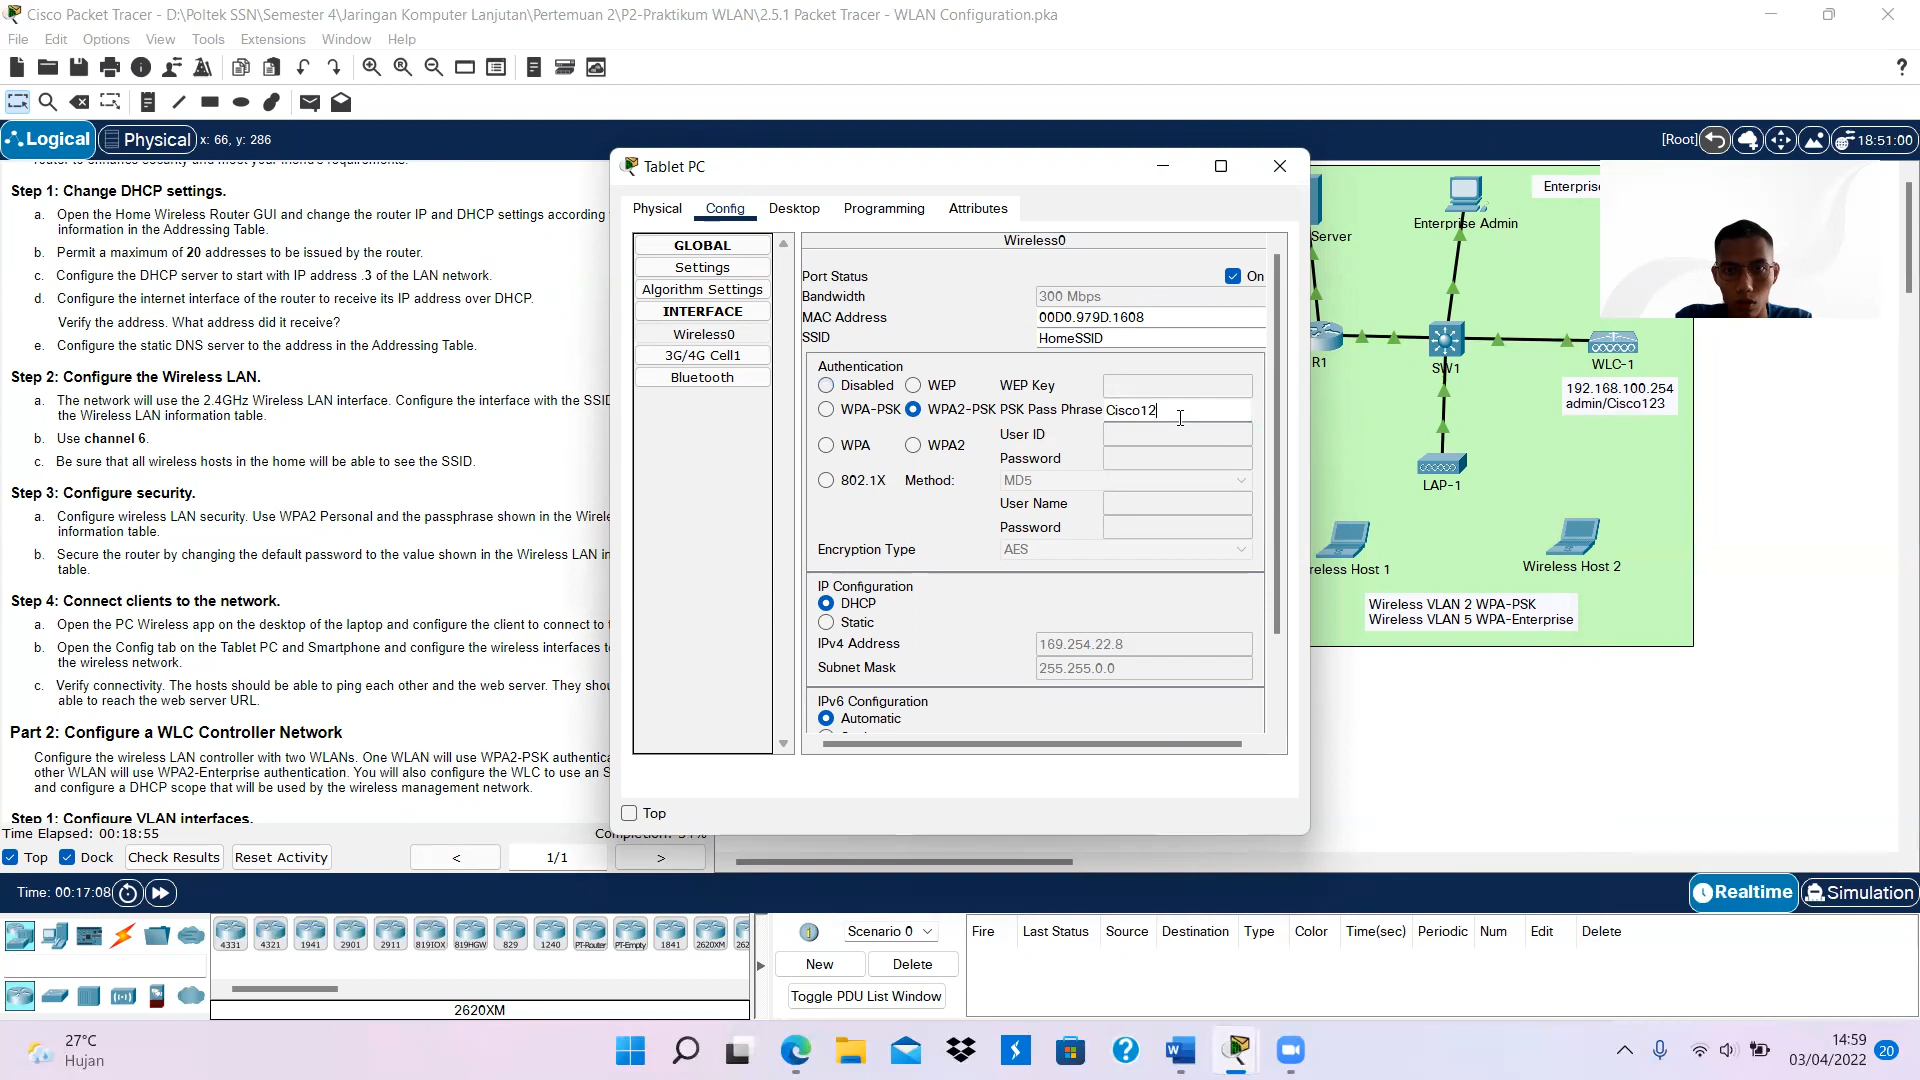 Cisco Packet Tracer - D:\Poltek SSN\Semester 4\Jaringan Komputer Lanjutan\Pertemuan 2\P2-Praktikum WLAN\2.5.1 Packet Tracer - WLAN Configuration.pka
File Edit Options View Tools Extensions Window Help
Logical Physical x: 66, y: 286
[Root] 18:51:00
Step 1: Change DHCP settings.
a. Open the Home Wireless Router GUI and change the router IP and DHCP settings according
information in the Addressing Table.
b. Permit a maximum of 20 addresses to be issued by the router.
c. Configure the DHCP server to start with IP address .3 of the LAN network.
d. Configure the internet interface of the router to receive its IP address over DHCP.
Verify the address. What address did it receive?
e. Configure the static DNS server to the address in the Addressing Table.
Step 2: Configure the Wireless LAN.
a. The network will use the 2.4GHz Wireless LAN interface. Configure the interface with the SSID
the Wireless LAN information table.
b. Use channel 6.
c. Be sure that all wireless hosts in the home will be able to see the SSID.
Step 3: Configure security.
a. Configure wireless LAN security. Use WPA2 Personal and the passphrase shown in the Wirele
information table.
b. Secure the router by changing the default password to the value shown in the Wireless LAN in
table.
Step 4: Connect clients to the network.
a. Open the PC Wireless app on the desktop of the laptop and configure the client to connect to
b. Open the Config tab on the Tablet PC and Smartphone and configure the wireless interfaces to
the wireless network.
c. Verify connectivity. The hosts should be able to ping each other and the web server. They shou
able to reach the web server URL.
Part 2: Configure a WLC Controller Network
Configure the wireless LAN controller with two WLANs. One WLAN will use WPA2-PSK authentica
other WLAN will use WPA2-Enterprise authentication. You will also configure the WLC to use an S
and configure a DHCP scope that will be used by the wireless management network.
Step 1: Configure VLAN interfaces.
Time Elapsed: 00:18:55
Top Dock Check Results Reset Activity < 1/1 >
Tablet PC
Physical Config Desktop Programming Attributes
GLOBAL
Settings
Algorithm Settings
INTERFACE
Wireless0
3G/4G Cell1
Bluetooth
Wireless0
Port Status On
Bandwidth 300 Mbps
MAC Address 00D0.979D.1608
SSID HomeSSID
Authentication
Disabled WEP WEP Key
WPA-PSK WPA2-PSK PSK Pass Phrase Cisco12
WPA WPA2 User ID
Password
802.1X Method: MD5
User Name
Password
Encryption Type AES
IP Configuration
DHCP
Static
IPv4 Address 169.254.22.8
Subnet Mask 255.255.0.0
IPv6 Configuration
Automatic
Top
Enterpris
Server
Enterprise Admin
R1
SW1
WLC-1
192.168.100.254
admin/Cisco123
LAP-1
reless Host 1
Wireless Host 2
Wireless VLAN 2 WPA-PSK
Wireless VLAN 5 WPA-Enterprise
Time: 00:17:08
Realtime Simulation
4331 4321 1941 2901 2911 819IOX 819HGW 829 1240 PT-Router PT-Empty 1841 2620XM 262
2620XM
Scenario 0
New Delete
Toggle PDU List Window
Fire Last Status Source Destination Type Color Time(sec) Periodic Num Edit Delete
27°C
Hujan
14:59
03/04/2022 20